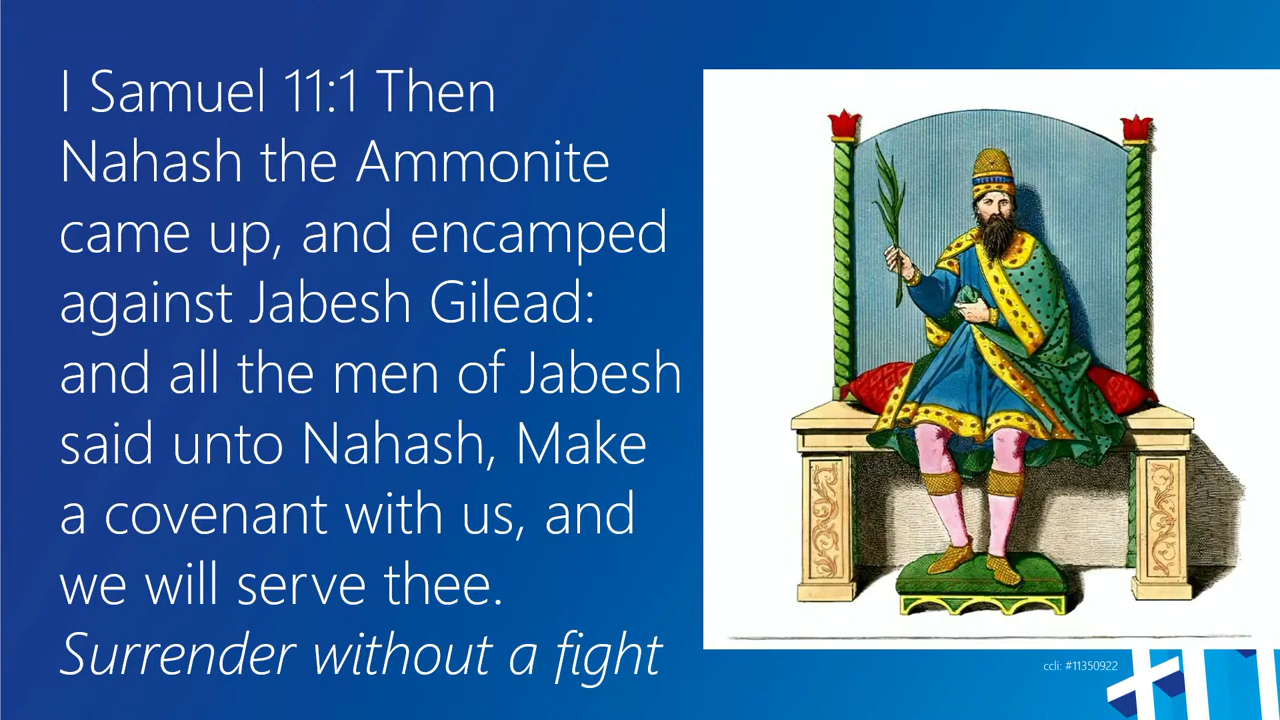 I Samuel 11:1 Then
Nahash the Ammonite
came up, and encamped
against Jabesh Gilead:
and all the men of Jabesh
said unto Nahash, Make
a covenant with us, and
we will serve thee.
Surrender without a fight
ccli: #11350922